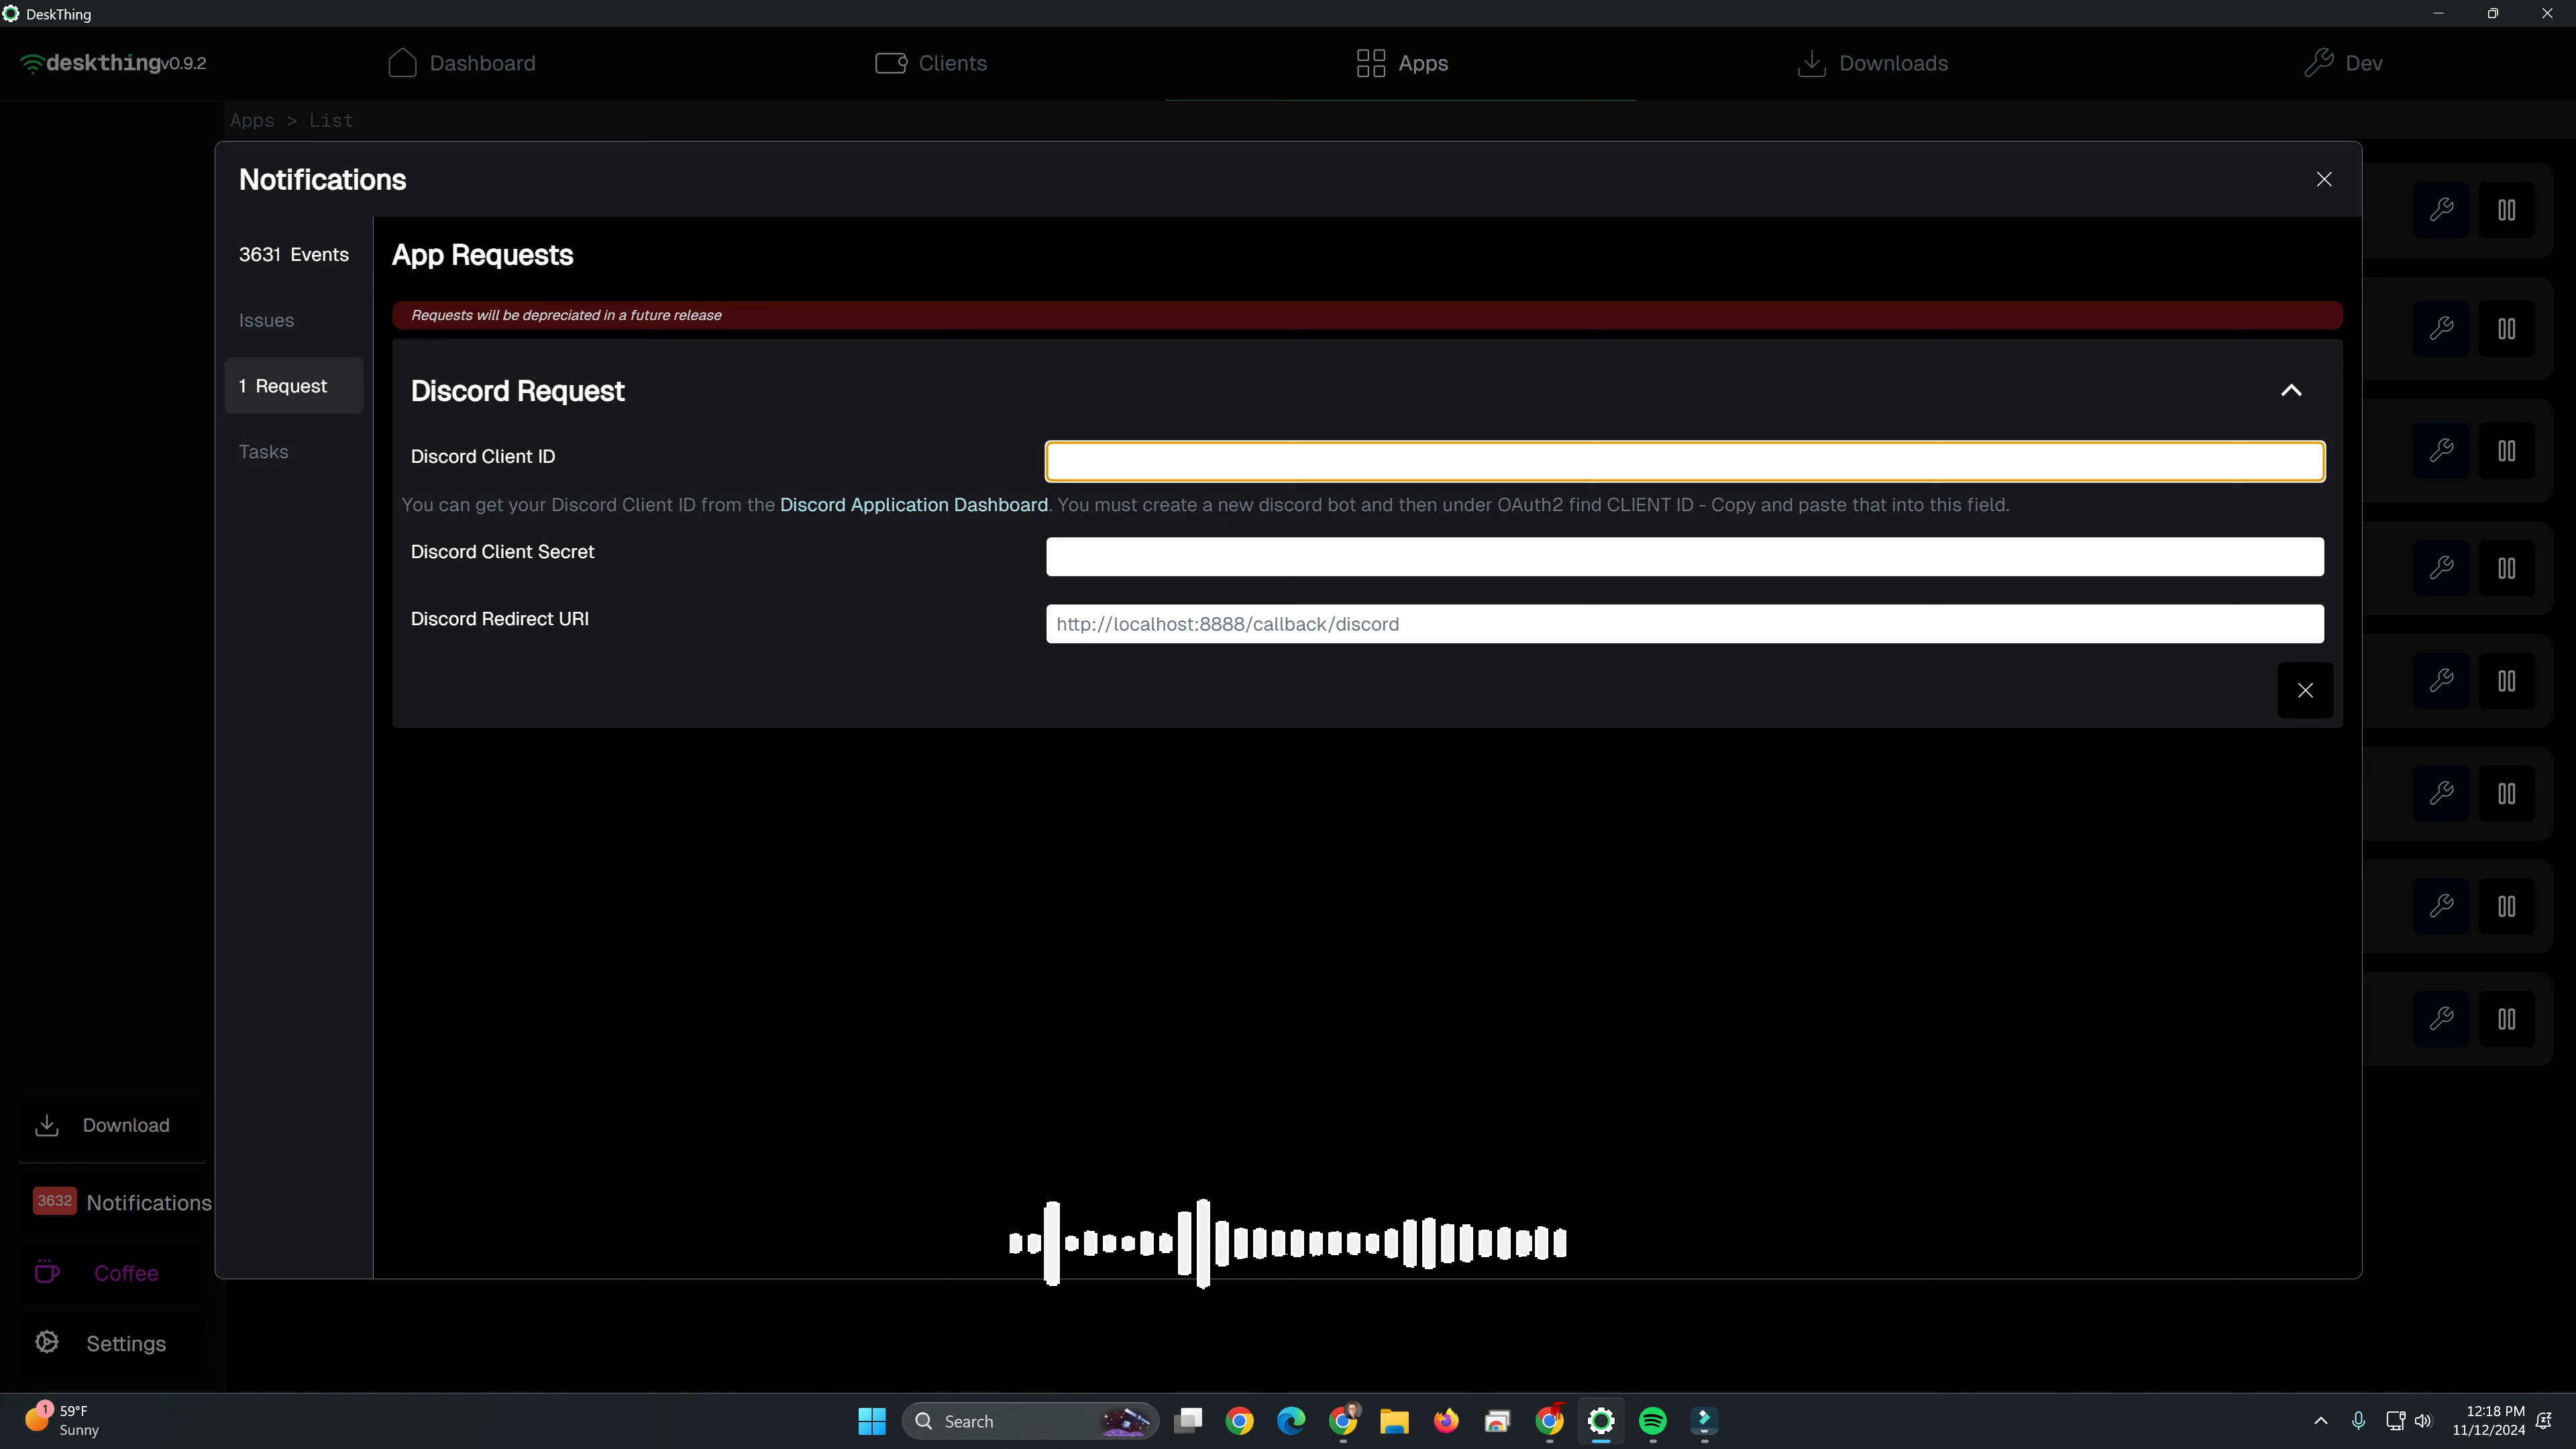 DeskThing
deskthingv0.9.2
Dashboard
Clients
Apps
Downloads
Dev
Apps > List
Notifications
3631 Events
Issues
1 Request
Tasks
App Requests
Requests will be depreciated in a future release
Discord Request
Discord Client ID
You can get your Discord Client ID from the Discord Application Dashboard. You must create a new discord bot and then under OAuth2 find CLIENT ID - Copy and paste that into this field.
Discord Client Secret
Discord Redirect URI
http://localhost:8888/callback/discord
Download
3632 Notifications
Coffee
Settings
1
59°F
Sunny
Search
12:18 PM
11/12/2024